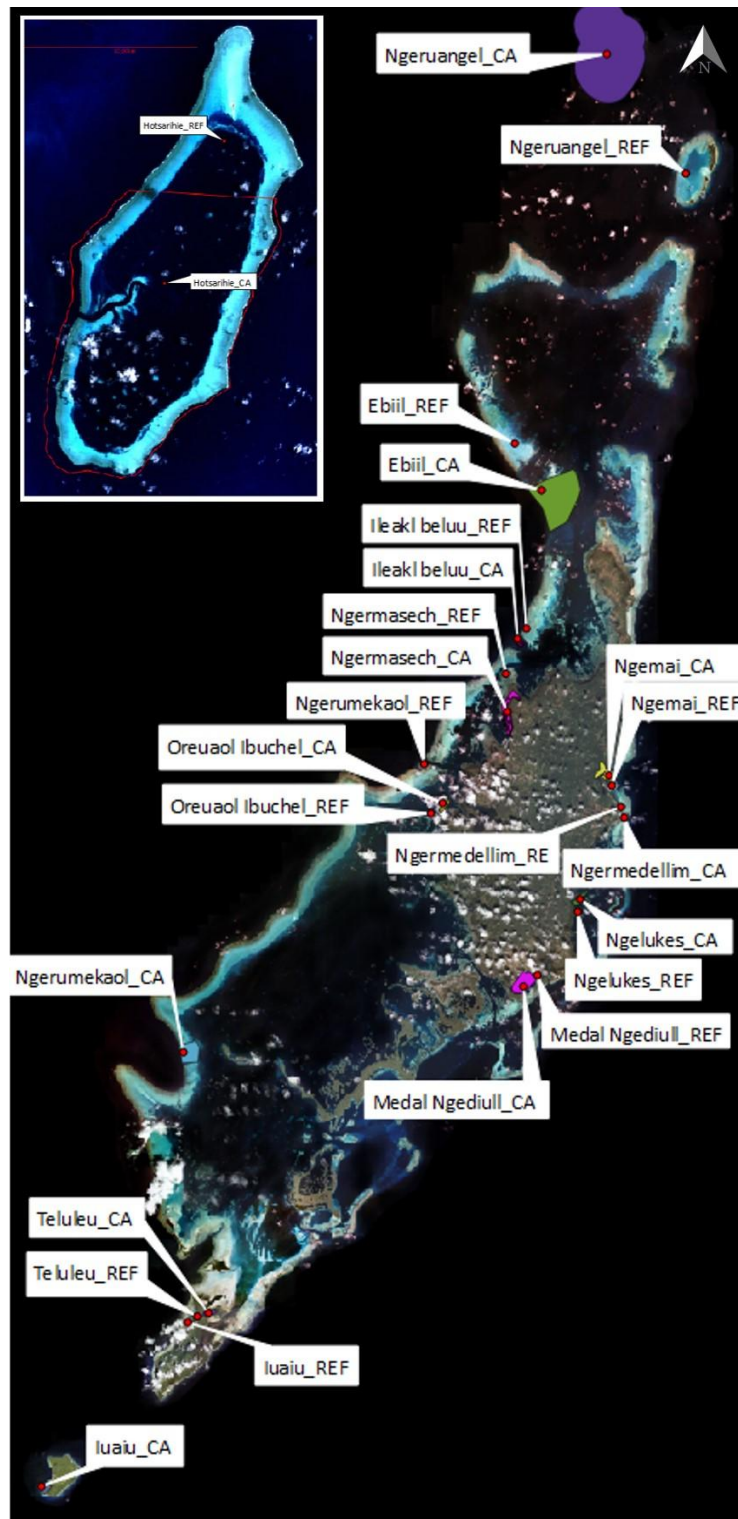 Ngeruangel_CA
N
Hotsarihie_REF
Ngeruangel_REF
Hotsarihie_CA
Ebiil_REF
Ebiil_CA
Ileakl beluu_REF
Ileakl beluu_CA
Ngermasech_REF
Ngermasech_CA
Ngemai_CA
Ngerumekaol_REF
Ngemai_REF
Oreuaol Ibuchel_CA
Oreuaol Ibuchel_REF
Ngermedellim_RE
Ngermedellim_CA
Ngelukes_CA
Ngerumekaol_CA
Ngelukes_REF
Medal Ngediull_REF
Medal Ngediull_CA
Teluleu_CA
Teluleu_REF
Iuaiu_REF
Iuaiu_CA